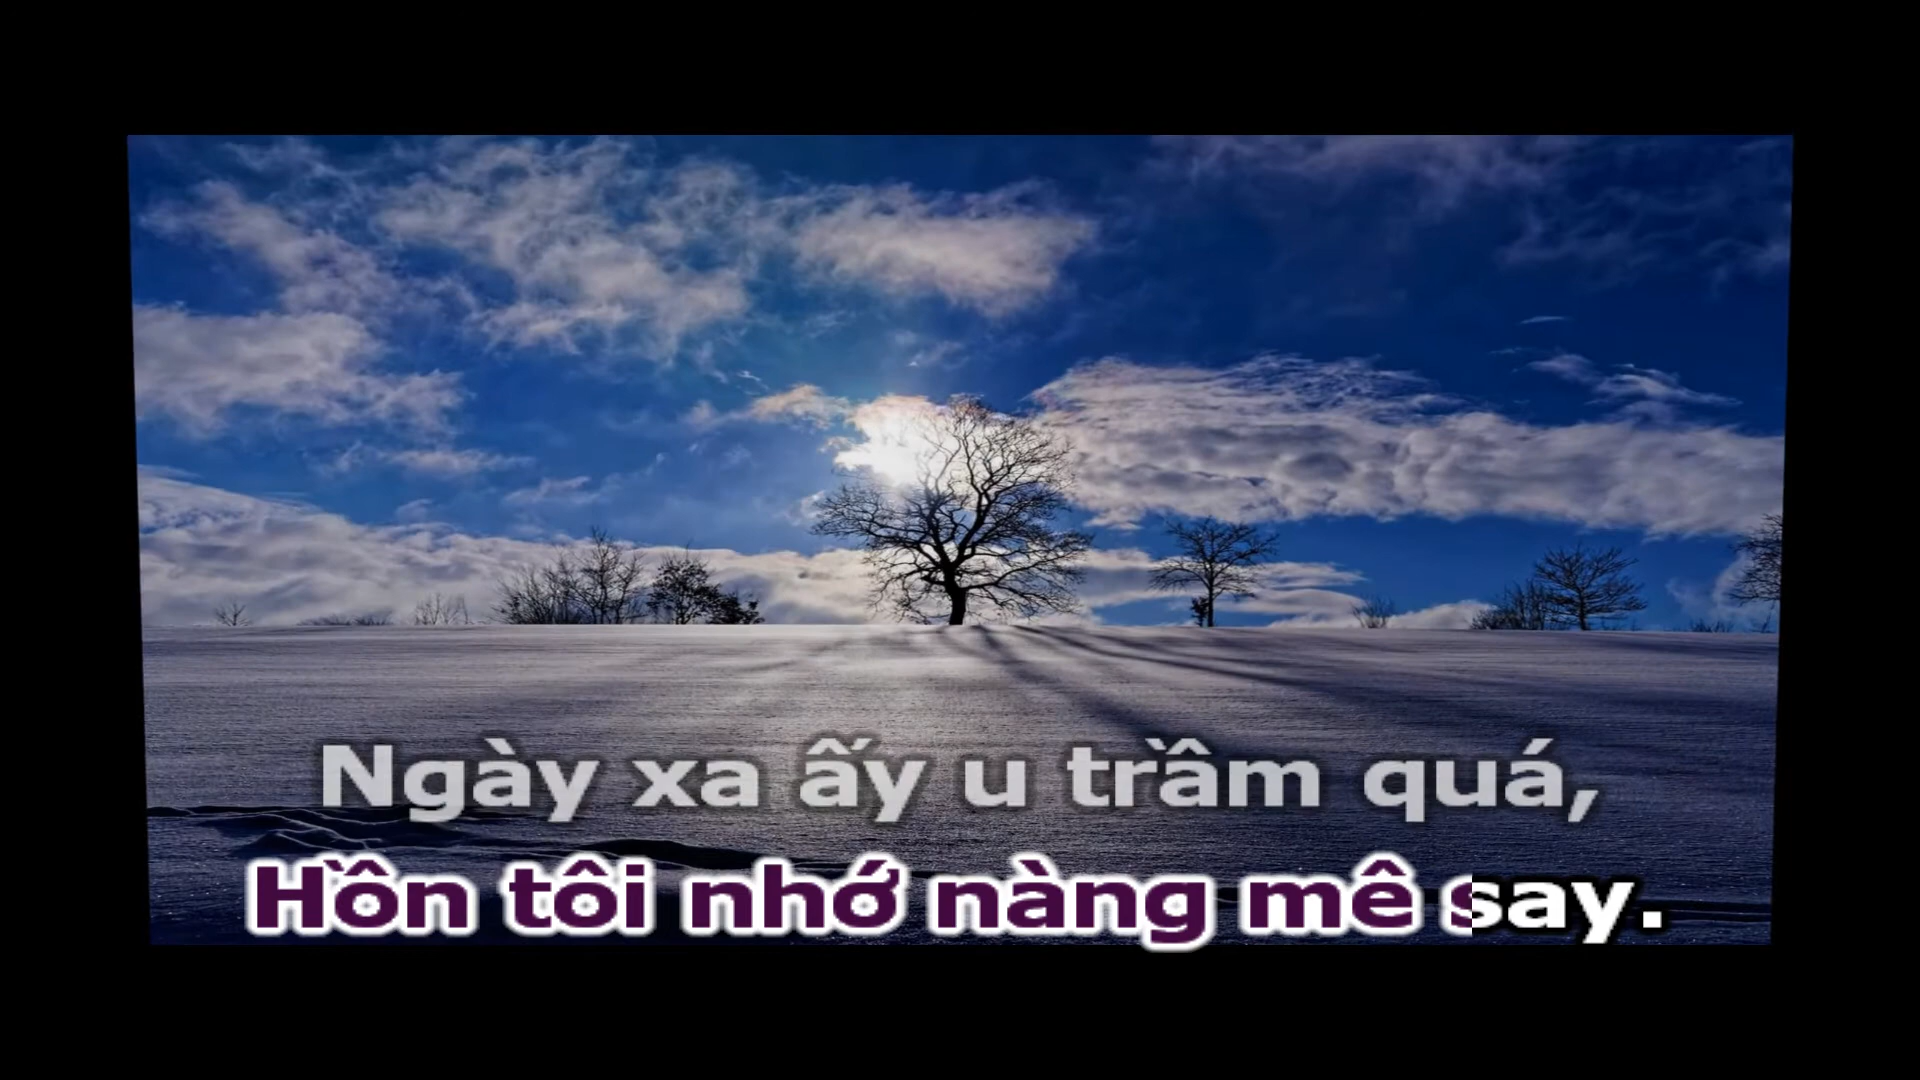 Ngày xa ấy u trầm quá,
Hồn tôi nhớ nàng mê say.